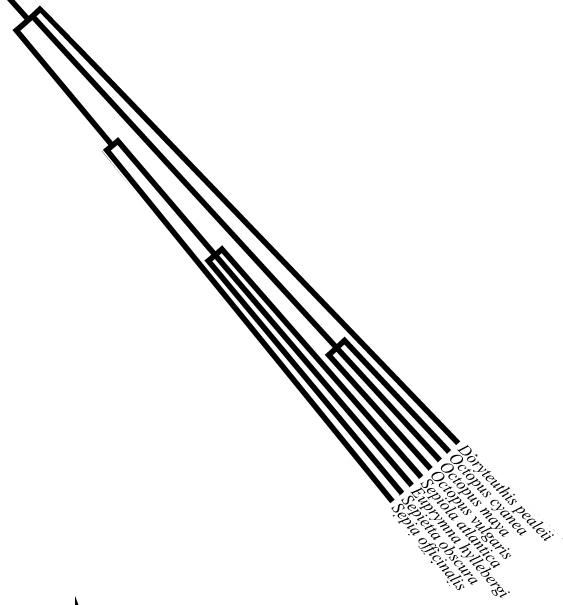 Doryteuthis pealeii
Octopus cyanea
Octopus maya
Octopus vulgaris
Sepiola atlantica
Euprymna hyllebergi
Sepietta obscura
Sepia officinalis